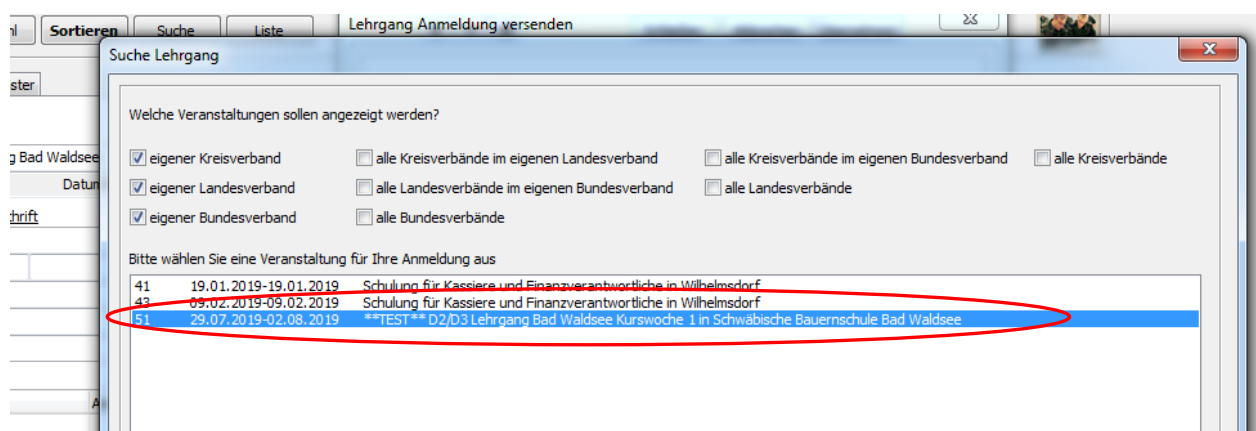 Sortieren Suche Liste Lehrgang Anmeldung versenden
Suche Lehrgang
ster
Welche Veranstaltungen sollen angezeigt werden?
g Bad Waldsee eigener Kreisverband alle Kreisverbände im eigenen Landesverband alle Kreisverbände im eigenen Bundesverband alle Kreisverbände
Datum eigener Landesverband alle Landesverbände im eigenen Bundesverband alle Landesverbände
hrift eigener Bundesverband alle Bundesverbände
Bitte wählen Sie eine Veranstaltung für Ihre Anmeldung aus
41 19.01.2019-19.01.2019 Schulung für Kassiere und Finanzverantwortliche in Wilhelmsdorf
43 09.02.2019-09.02.2019 Schulung für Kassiere und Finanzverantwortliche in Wilhelmsdorf
51 29.07.2019-02.08.2019 **TEST** D2/D3 Lehrgang Bad Waldsee Kurswoche 1 in Schwäbische Bauernschule Bad Waldsee